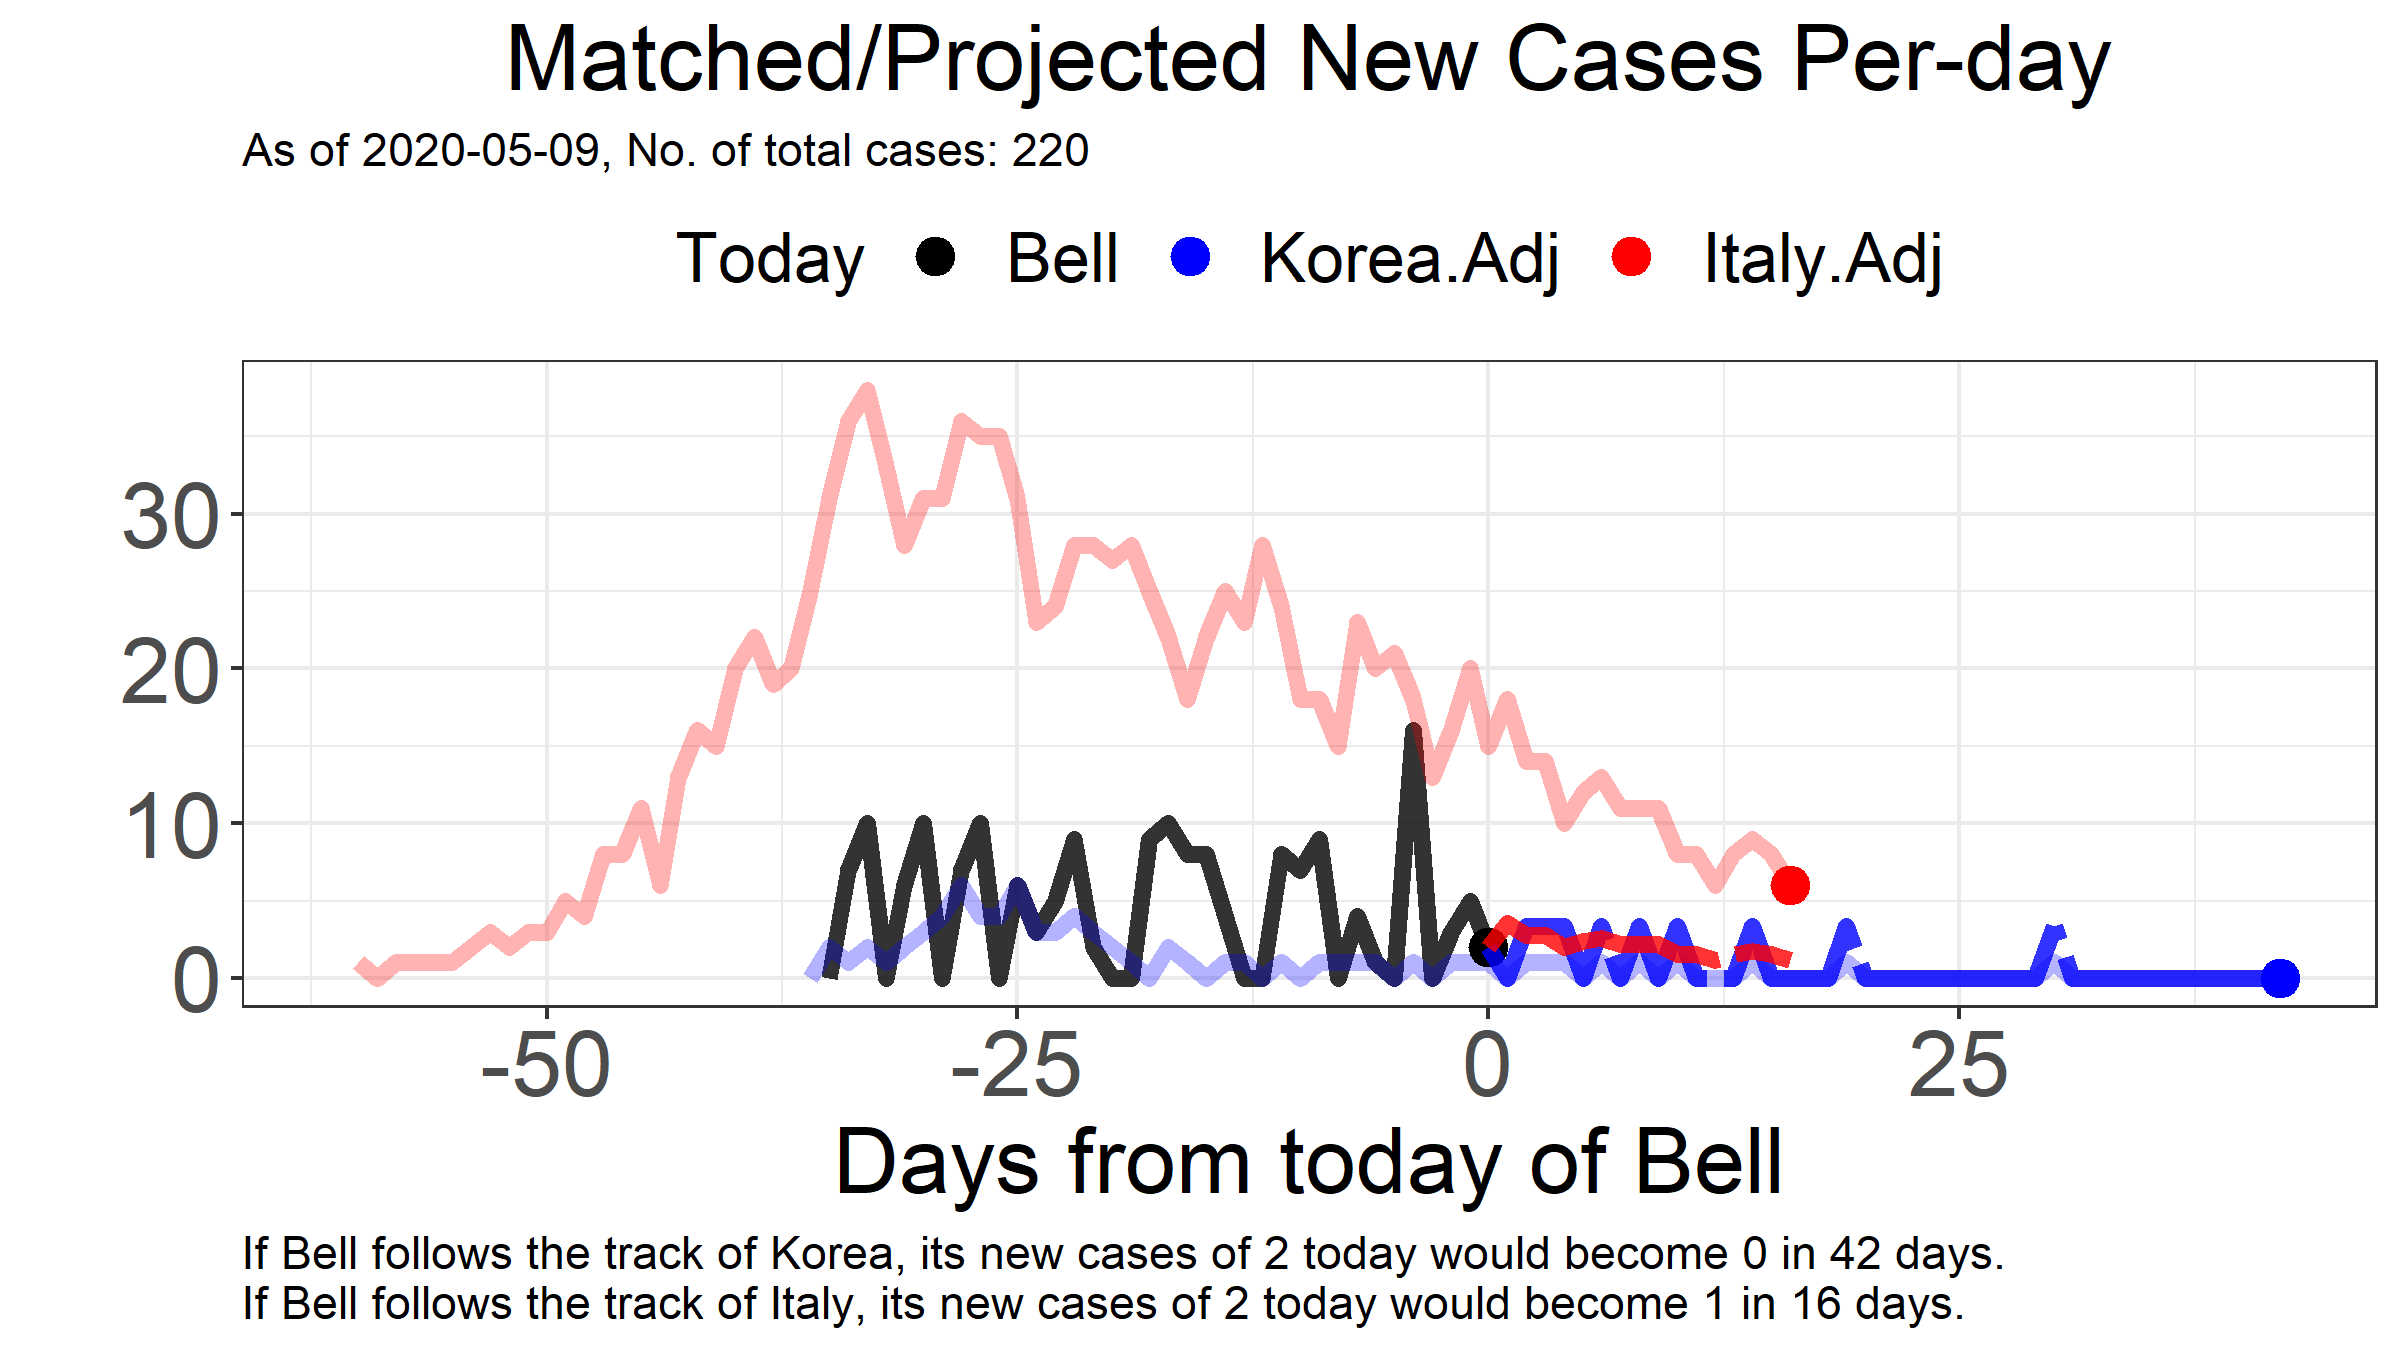 Matched/Projected New Cases Per-day
As of 2020-05-09, No. of total cases: 220
Today Bell Korea.Adj Italy.Adj
30
20
10
0
-50 -25 0 25
Days from today of Bell
If Bell follows the track of Korea, its new cases of 2 today would become 0 in 42 days.
If Bell follows the track of Italy, its new cases of 2 today would become 1 in 16 days.